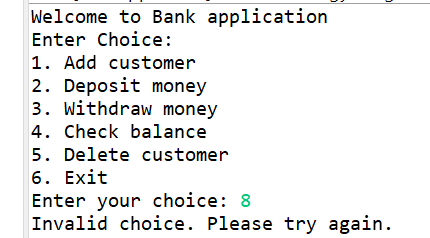 Welcome to Bank application
Enter Choice:
1. Add customer
2. Deposit money
3. Withdraw money
4. Check balance
5. Delete customer
6. Exit
Enter your choice: 8
Invalid choice. Please try again.